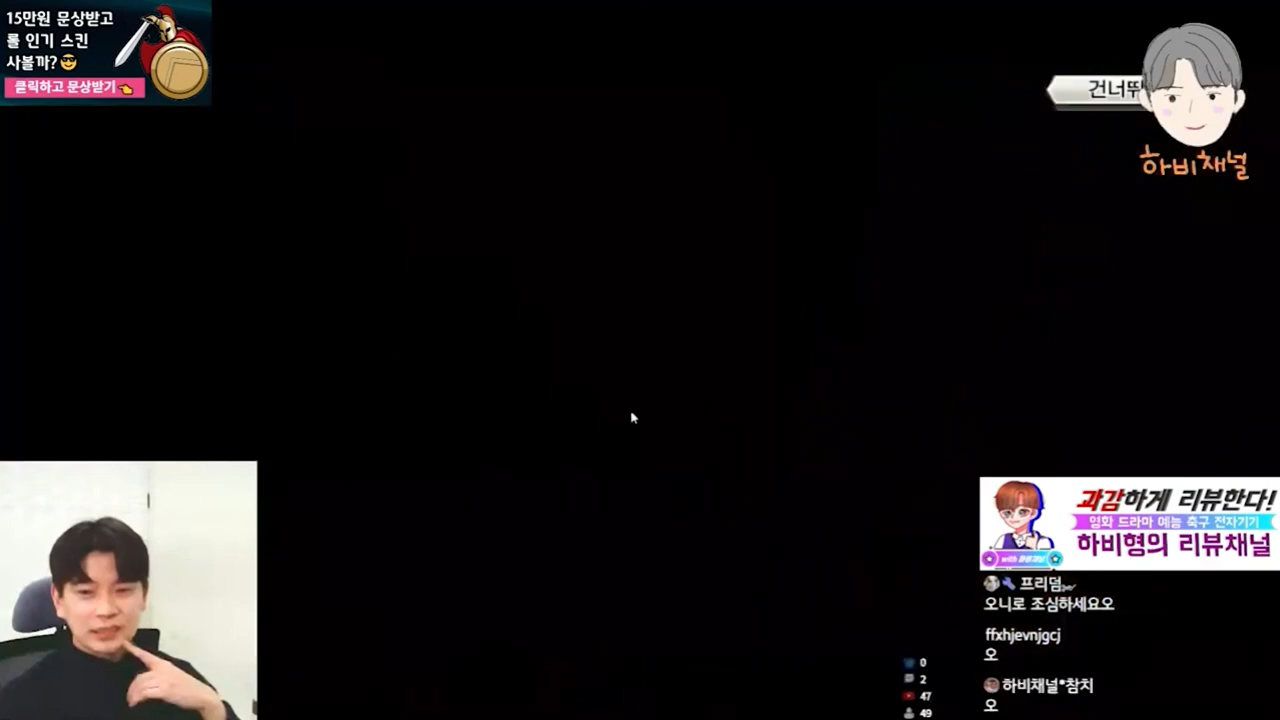 15만원 문상받고
롤 인기 스킨
사볼까?
클릭하고 문상받기
건너뛰
하비채널
과감하게 리뷰한다!
영화 드라마 예능 축구 전자기기
하비형의 리뷰채널
프리덤
오니로 조심하세요오
ffxhjevnjgcj
오
하비채널*참치
오
0
2
47
49